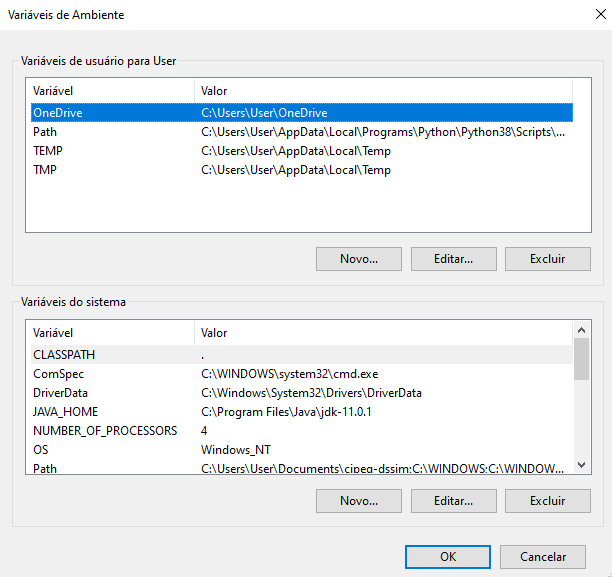 Variáveis de Ambiente
Variáveis de usuário para User
Variável Valor
OneDrive C:\Users\User\OneDrive
Path C:\Users\User\AppData\Local\Programs\Python\Python38\Scripts\...
TEMP C:\Users\User\AppData\Local\Temp
TMP C:\Users\User\AppData\Local\Temp
Novo... Editar... Excluir
Variáveis do sistema
Variável Valor
CLASSPATH .
ComSpec C:\WINDOWS\system32\cmd.exe
DriverData C:\Windows\System32\Drivers\DriverData
JAVA_HOME C:\Program Files\Java\jdk-11.0.1
NUMBER_OF_PROCESSORS 4
OS Windows_NT
Path C:\Users\User\Documents\cjpeg-dssim;C:\WINDOWS;C:\WINDOW...
Novo... Editar... Excluir
OK Cancelar